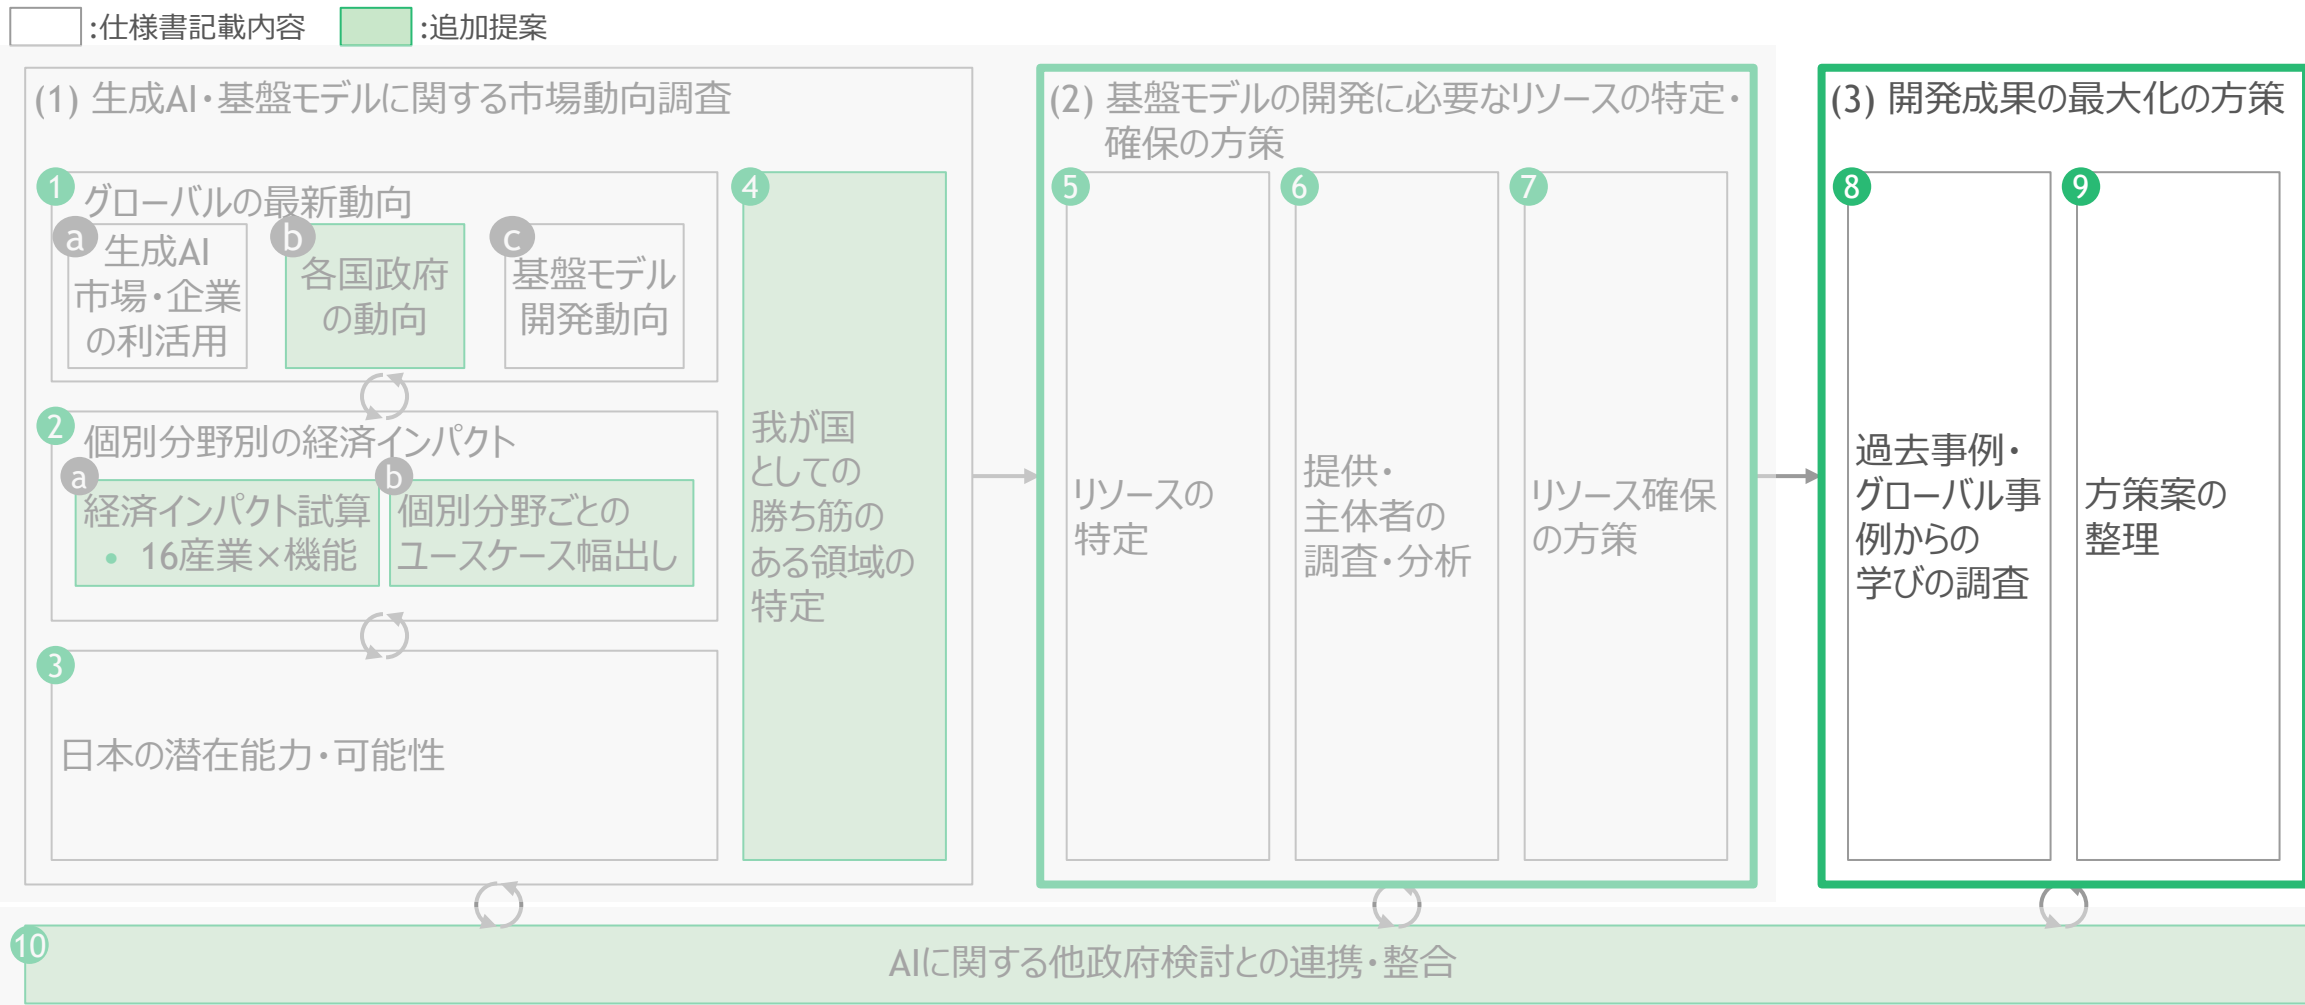 :仕様書記載内容
:追加提案
(1) 生成AI・基盤モデルに関する市場動向調査
1
グローバルの最新動向
a
生成AI
市場・企業
の利活用
b
各国政府
の動向
c
基盤モデル
開発動向
2
個別分野別の経済インパクト
a
経済インパクト試算
• 16産業×機能
b
個別分野ごとの
ユースケース幅出し
3
日本の潜在能力・可能性
4
我が国
としての
勝ち筋の
ある領域の
特定
(2) 基盤モデルの開発に必要なリソースの特定・
確保の方策
5
リソースの
特定
6
提供・
主体者の
調査・分析
7
リソース確保
の方策
(3) 開発成果の最大化の方策
8
過去事例・
グローバル事
例からの
学びの調査
9
方策案の
整理
10
AIに関する他政府検討との連携・整合